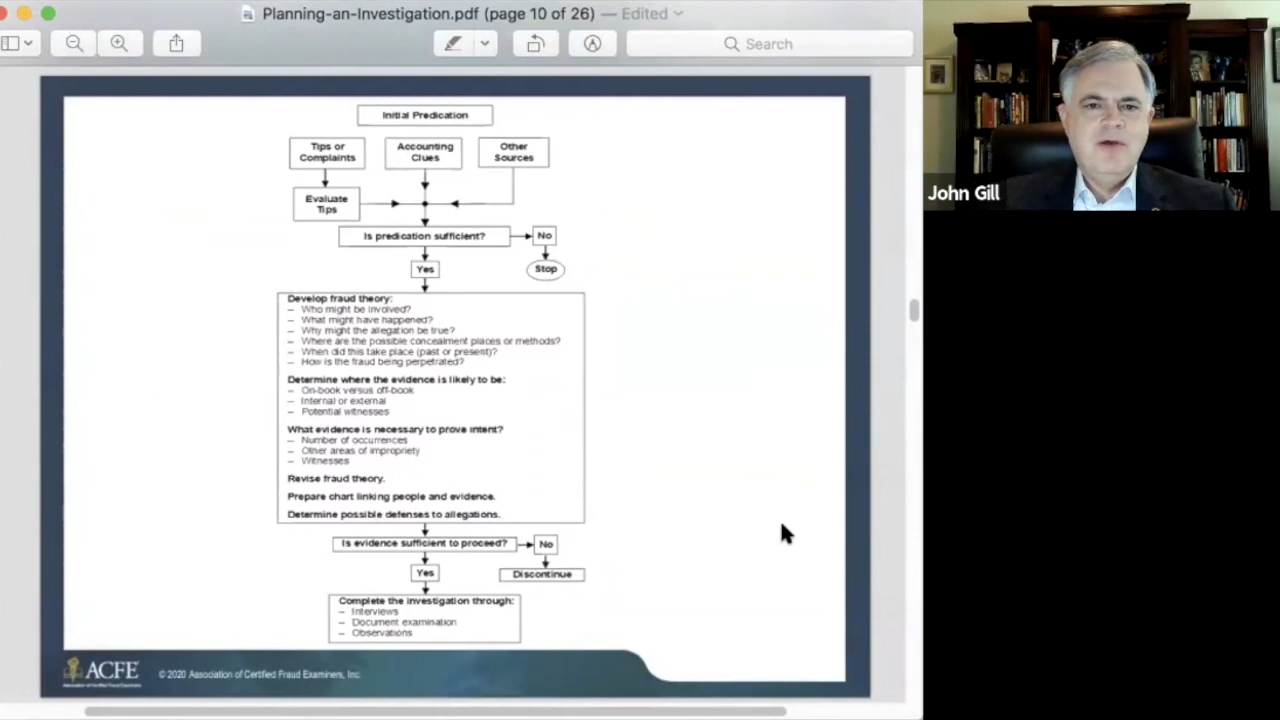 Planning-an-Investigation.pdf (page 10 of 26) — Edited
Search
John Gill
Initial Predication
Tips or
Complaints
Accounting
Clues
Other
Sources
Evaluate
Tips
Is predication sufficient?
No
Yes
Stop
Develop fraud theory:
– Who might be involved?
– What might have happened?
– Why might the allegation be true?
– Where are the possible concealment places or methods?
– When did this take place (past or present)?
– How is the fraud being perpetrated?
Determine where the evidence is likely to be:
– On-book versus off-book
– Internal or external
– Potential witnesses
What evidence is necessary to prove intent?
– Number of occurrences
– Other areas of impropriety
– Witnesses
Revise fraud theory.
Prepare chart linking people and evidence.
Determine possible defenses to allegations.
Is evidence sufficient to proceed?
No
Yes
Discontinue
Complete the investigation through:
– Interviews
– Document examination
– Observations
ACFE
Association of Certified Fraud Examiners
© 2020 Association of Certified Fraud Examiners, Inc.